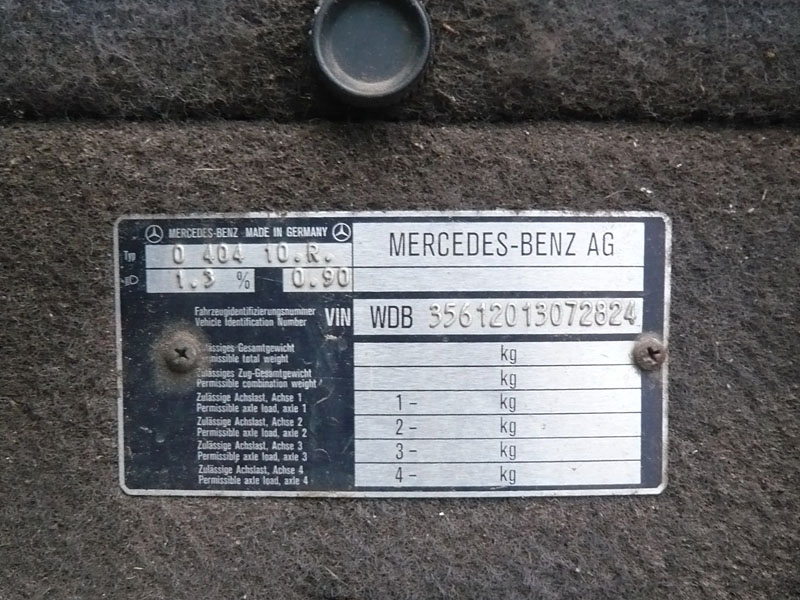 MERCEDES-BENZ MADE IN GERMANY
MERCEDES-BENZ AG
Typ 0 404 10.R.
1.3 % 0.90
Fahrzeugidentifizierungsnummer
Vehicle Identification Number
VIN WDB 35612013072824
Zulässiges Gesamtgewicht
Permissible total weight
kg
Zulässiges Zug-Gesamtgewicht
Permissible combination weight
kg
Zulässige Achslast, Achse 1
Permissible axle load, axle 1
1 – kg
Zulässige Achslast, Achse 2
Permissible axle load, axle 2
2 – kg
Zulässige Achslast, Achse 3
Permissible axle load, axle 3
3 – kg
Zulässige Achslast, Achse 4
Permissible axle load, axle 4
4 – kg